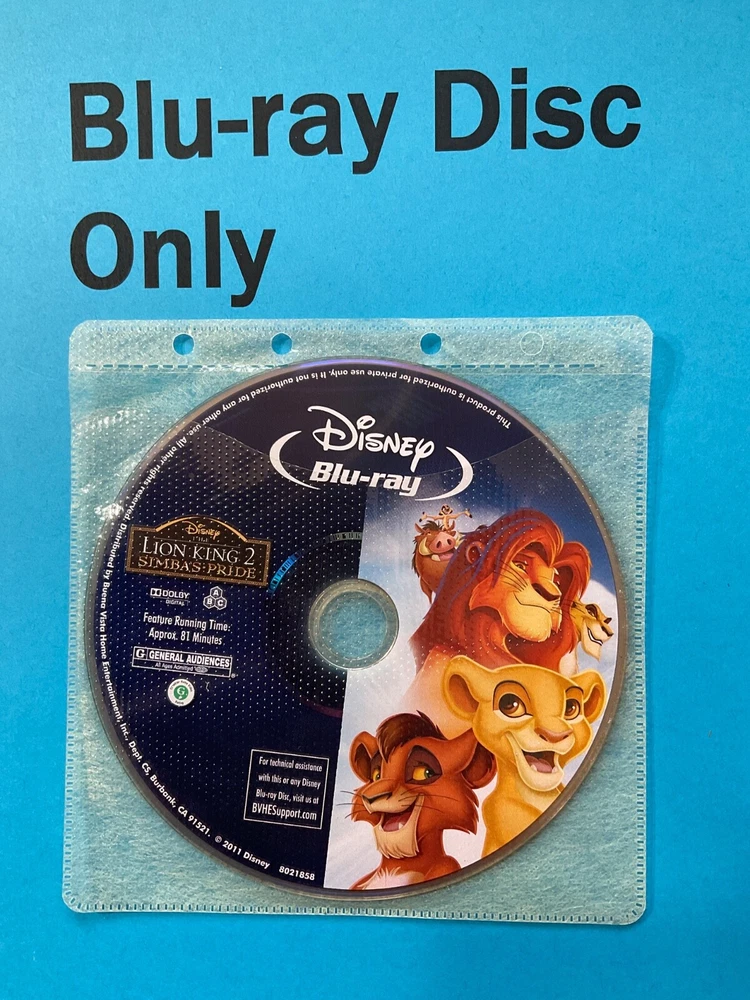 Blu-ray Disc
Only
This product is authorized for private use only. It is not authorized for any other use. All other rights reserved. Distributed by Buena Vista Home Entertainment, Inc., Dept CS, Burbank, CA 91521. © 2011 Disney 8021858
Disney
Blu-ray
Disney
THE
LION KING 2
SIMBA'S PRIDE
DOLBY
DIGITAL
A
B C
Feature Running Time:
Approx. 81 Minutes
G GENERAL AUDIENCES
All Ages Admitted
G
For technical assistance
with this or any Disney
Blu-ray Disc, visit us at
BVHESupport.com